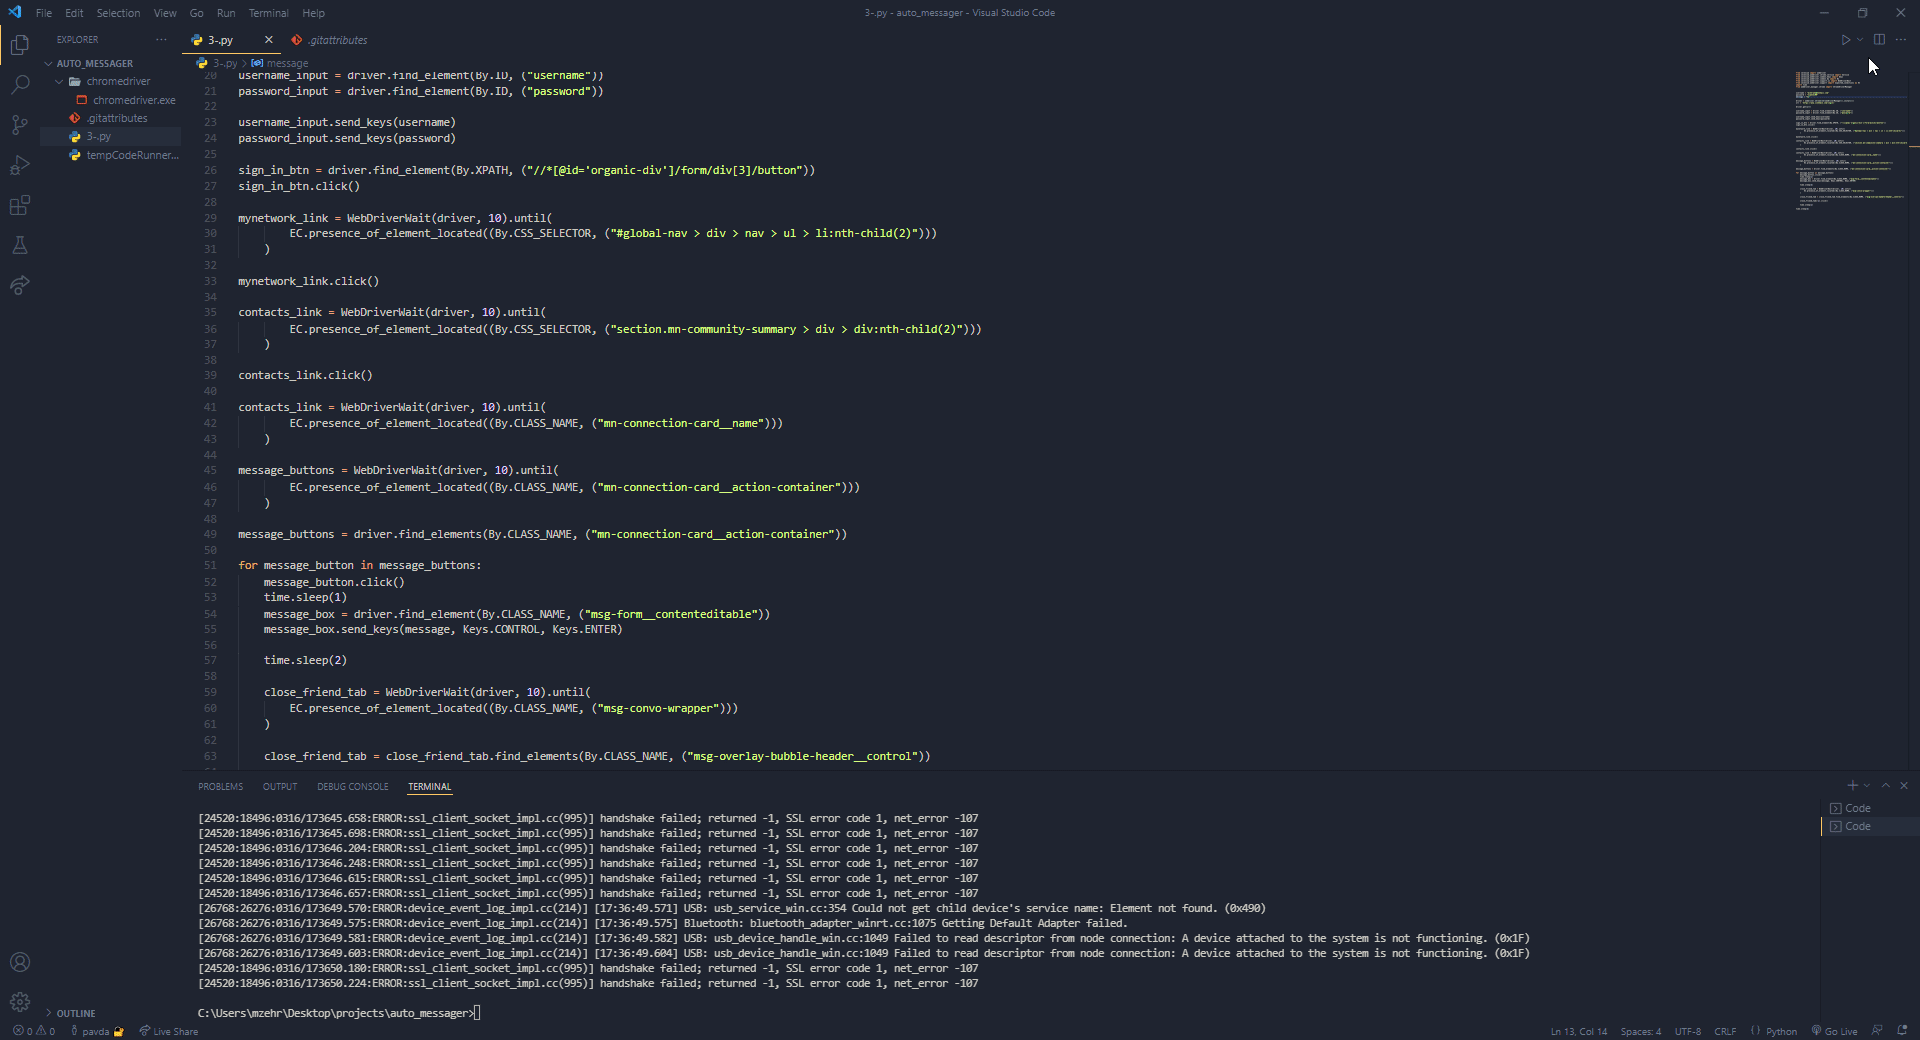 File Edit Selection View Go Run Terminal Help
3-.py - auto_messager - Visual Studio Code
EXPLORER ···
3-.py
.gitattributes
AUTO_MESSAGER
chromedriver
chromedriver.exe
.gitattributes
3-.py
tempCodeRunner...
3-.py > message
20 username_input = driver.find_element(By.ID, ("username"))
21 password_input = driver.find_element(By.ID, ("password"))
22
23 username_input.send_keys(username)
24 password_input.send_keys(password)
25
26 sign_in_btn = driver.find_element(By.XPATH, ("//*[@id='organic-div']/form/div[3]/button"))
27 sign_in_btn.click()
28
29 mynetwork_link = WebDriverWait(driver, 10).until(
30 EC.presence_of_element_located((By.CSS_SELECTOR, ("#global-nav > div > nav > ul > li:nth-child(2)")))
31 )
32
33 mynetwork_link.click()
34
35 contacts_link = WebDriverWait(driver, 10).until(
36 EC.presence_of_element_located((By.CSS_SELECTOR, ("section.mn-community-summary > div > div:nth-child(2)")))
37 )
38
39 contacts_link.click()
40
41 contacts_link = WebDriverWait(driver, 10).until(
42 EC.presence_of_element_located((By.CLASS_NAME, ("mn-connection-card__name")))
43 )
44
45 message_buttons = WebDriverWait(driver, 10).until(
46 EC.presence_of_element_located((By.CLASS_NAME, ("mn-connection-card__action-container")))
47 )
48
49 message_buttons = driver.find_elements(By.CLASS_NAME, ("mn-connection-card__action-container"))
50
51 for message_button in message_buttons:
52 message_button.click()
53 time.sleep(1)
54 message_box = driver.find_element(By.CLASS_NAME, ("msg-form__contenteditable"))
55 message_box.send_keys(message, Keys.CONTROL, Keys.ENTER)
56
57 time.sleep(2)
58
59 close_friend_tab = WebDriverWait(driver, 10).until(
60 EC.presence_of_element_located((By.CLASS_NAME, ("msg-convo-wrapper")))
61 )
62
63 close_friend_tab = close_friend_tab.find_elements(By.CLASS_NAME, ("msg-overlay-bubble-header__control"))
PROBLEMS OUTPUT DEBUG CONSOLE TERMINAL
[24520:18496:0316/173645.658:ERROR:ssl_client_socket_impl.cc(995)] handshake failed; returned -1, SSL error code 1, net_error -107
[24520:18496:0316/173645.698:ERROR:ssl_client_socket_impl.cc(995)] handshake failed; returned -1, SSL error code 1, net_error -107
[24520:18496:0316/173646.204:ERROR:ssl_client_socket_impl.cc(995)] handshake failed; returned -1, SSL error code 1, net_error -107
[24520:18496:0316/173646.248:ERROR:ssl_client_socket_impl.cc(995)] handshake failed; returned -1, SSL error code 1, net_error -107
[24520:18496:0316/173646.615:ERROR:ssl_client_socket_impl.cc(995)] handshake failed; returned -1, SSL error code 1, net_error -107
[24520:18496:0316/173646.657:ERROR:ssl_client_socket_impl.cc(995)] handshake failed; returned -1, SSL error code 1, net_error -107
[26768:26276:0316/173649.570:ERROR:device_event_log_impl.cc(214)] [17:36:49.571] USB: usb_service_win.cc:354 Could not get child device's service name: Element not found. (0x490)
[26768:26276:0316/173649.575:ERROR:device_event_log_impl.cc(214)] [17:36:49.575] Bluetooth: bluetooth_adapter_winrt.cc:1075 Getting Default Adapter failed.
[26768:26276:0316/173649.581:ERROR:device_event_log_impl.cc(214)] [17:36:49.582] USB: usb_device_handle_win.cc:1049 Failed to read descriptor from node connection: A device attached to the system is not functioning. (0x1F)
[26768:26276:0316/173649.603:ERROR:device_event_log_impl.cc(214)] [17:36:49.604] USB: usb_device_handle_win.cc:1049 Failed to read descriptor from node connection: A device attached to the system is not functioning. (0x1F)
[24520:18496:0316/173650.180:ERROR:ssl_client_socket_impl.cc(995)] handshake failed; returned -1, SSL error code 1, net_error -107
[24520:18496:0316/173650.224:ERROR:ssl_client_socket_impl.cc(995)] handshake failed; returned -1, SSL error code 1, net_error -107
C:\Users\mzehr\Desktop\projects\auto_messager>
Code
Code
OUTLINE
0 0 pavda Live Share
Ln 13, Col 14 Spaces: 4 UTF-8 CRLF { } Python Go Live